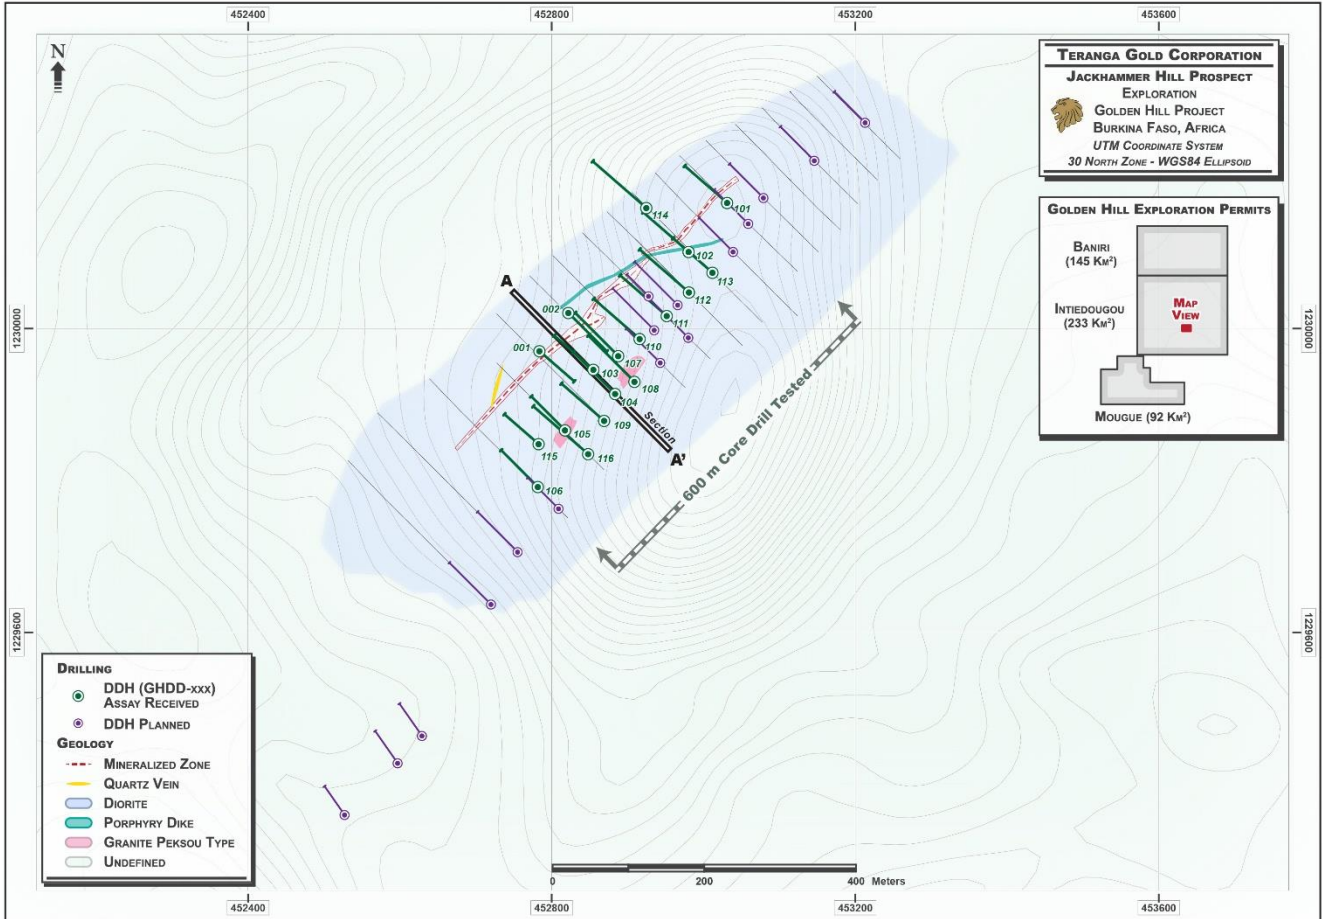 452400
452800
453200
453600
N
Teranga Gold Corporation
Jackhammer Hill Prospect
Exploration
Golden Hill Project
Burkina Faso, Africa
UTM Coordinate System
30 North Zone - WGS84 Ellipsoid
Golden Hill Exploration Permits
Baniri
(145 Km²)
Intiedougou
(233 Km²)
Map
View
Mougue (92 Km²)
1230000
1230000
114
101
102
113
112
A
002
111
001
110
107
103
108
104
109
Section
105
A'
115
116
106
600 m Core Drill Tested
1229600
1229600
Drilling
DDH (GHDD-xxx)
Assay Received
DDH Planned
Geology
Mineralized Zone
Quartz Vein
Diorite
Porphyry Dike
Granite Peksou Type
Undefined
0
200
400
Meters
452400
452800
453200
453600